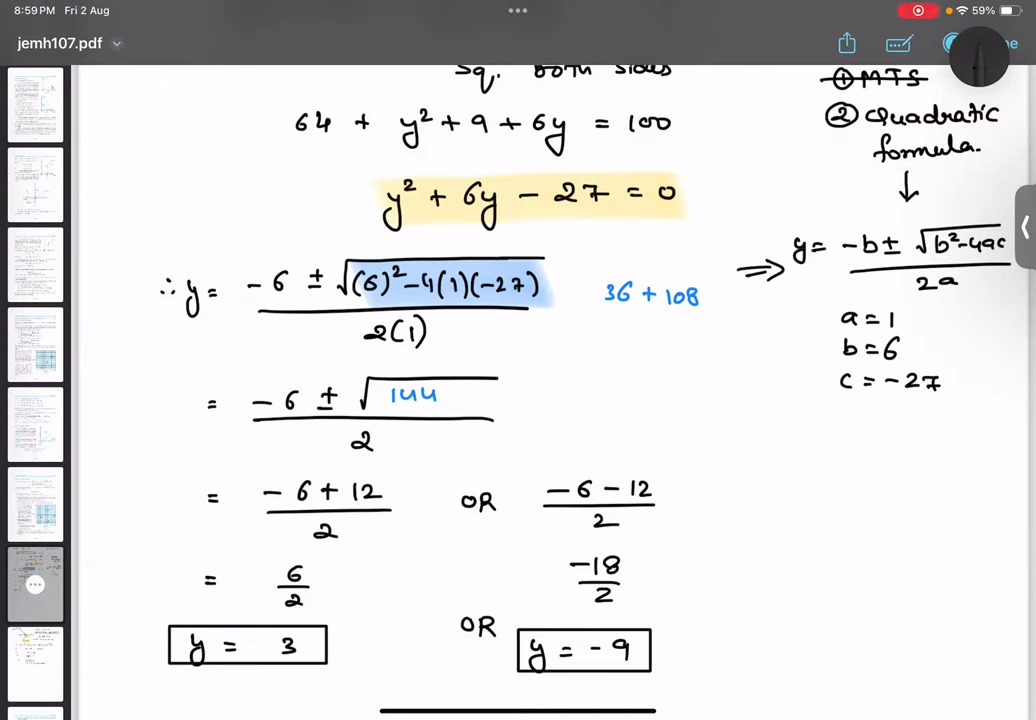 8:59 PM Fri 2 Aug
59%
jemh107.pdf
sq. both sides
64 + y² + 9 + 6y = 100
y² + 6y - 27 = 0
∴ y = -6 ± √(6)² - 4(1)(-27) / 2(1)
36 + 108
= -6 ± √144 / 2
= -6 + 12 / 2 OR -6 - 12 / 2
= 6 / 2
-18 / 2
y = 3 OR y = -9
① MTS
② Quadratic
formula.
↓
⇒ y = -b ± √b² - 4ac / 2a
a = 1
b = 6
c = -27